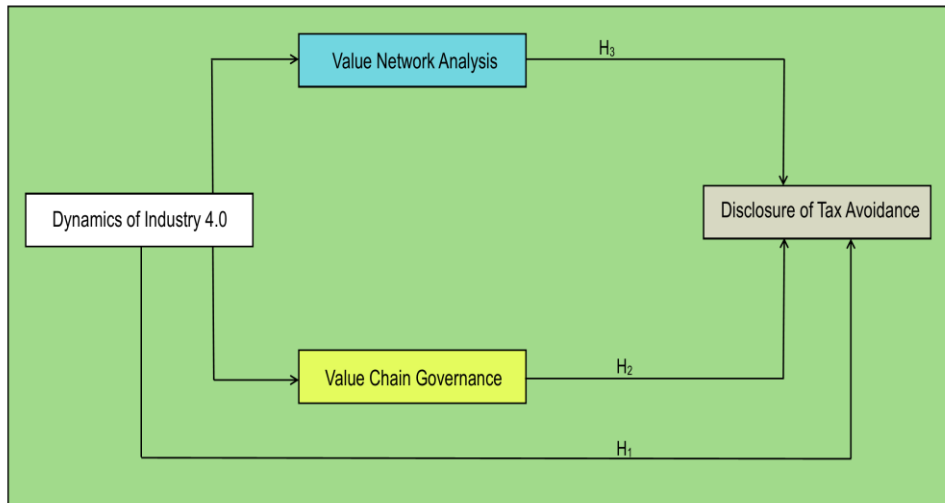 Value Network Analysis
H₃
Dynamics of Industry 4.0
Disclosure of Tax Avoidance
Value Chain Governance
H₂
H₁